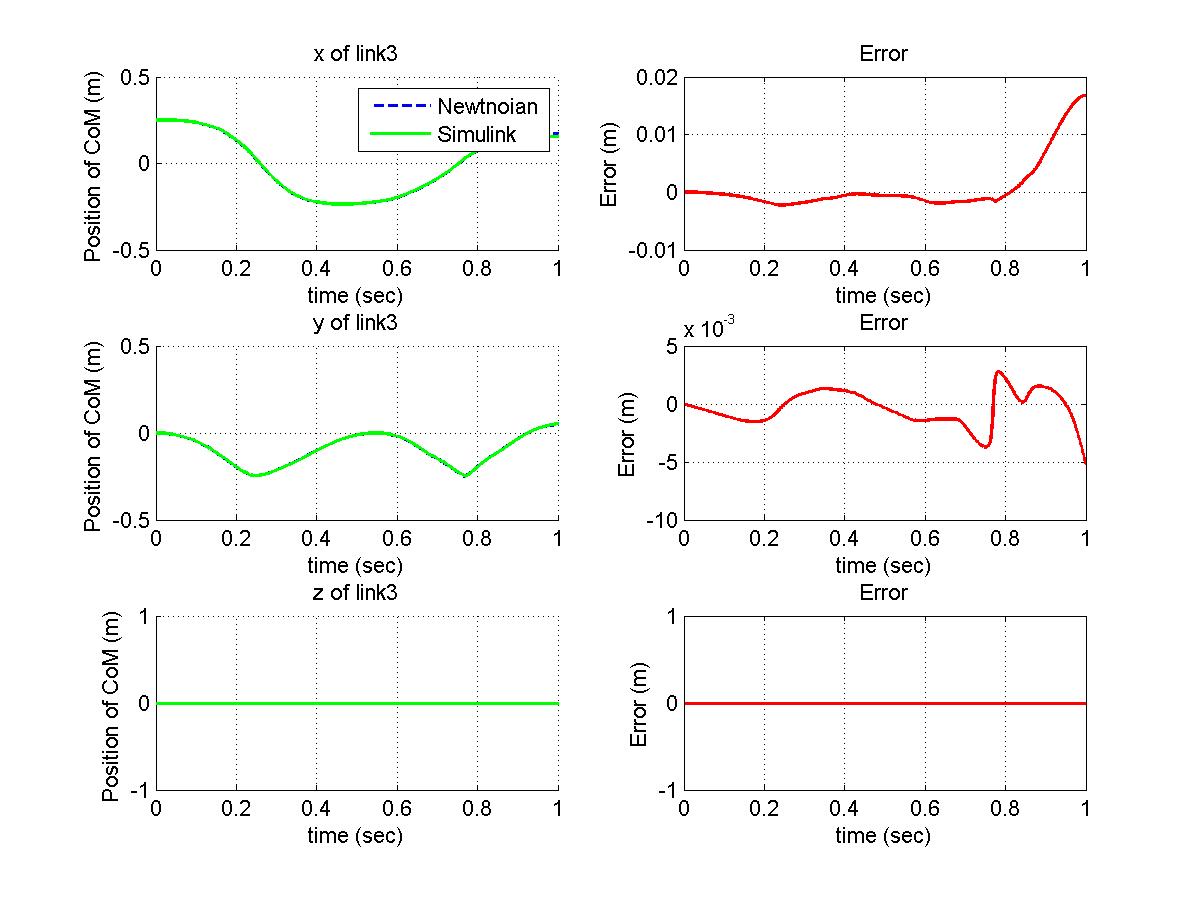 x of link3
Error
Position of CoM (m)
0.5
0
-0.5
Newtnoian
Simulink
0 0.2 0.4 0.6 0.8 1
time (sec)
Error (m)
0.02
0.01
0
-0.01
0 0.2 0.4 0.6 0.8 1
time (sec)
y of link3
x 10-3
Error
Position of CoM (m)
0.5
0
-0.5
0 0.2 0.4 0.6 0.8 1
time (sec)
Error (m)
5
0
-5
-10
0 0.2 0.4 0.6 0.8 1
time (sec)
z of link3
Error
Position of CoM (m)
1
0
-1
0 0.2 0.4 0.6 0.8 1
time (sec)
Error (m)
1
0
-1
0 0.2 0.4 0.6 0.8 1
time (sec)